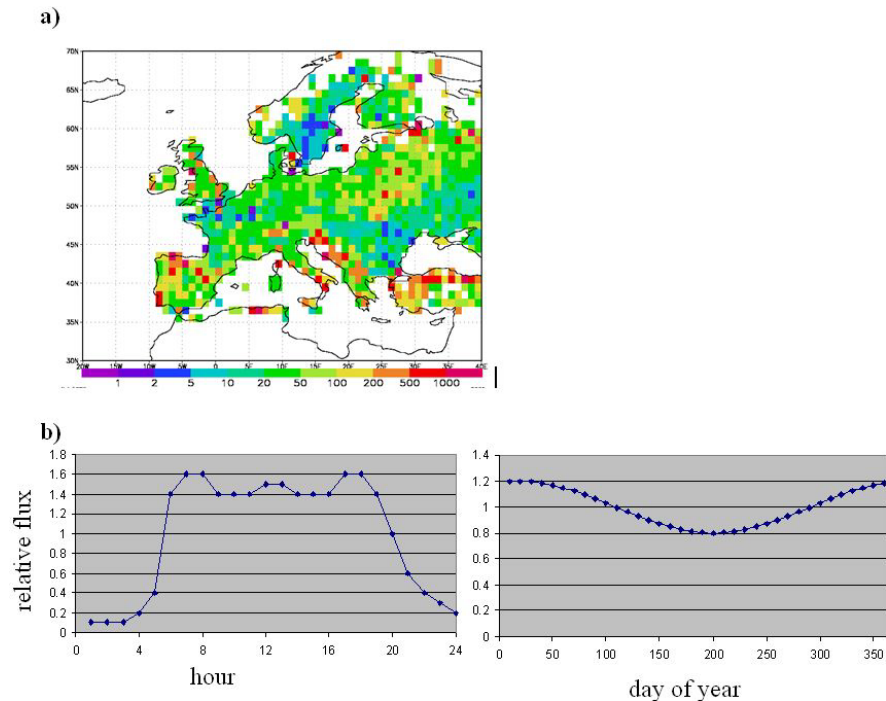 a)
70N
65N
60N
55N
50N
45N
40N
35N
30N
20W 15W 10W 5W 0 5E 10E 15E 20E 25E 30E 35E 40E
1 2 5 10 20 50 100 200 500 1000
b)
1.8
1.6
1.4
1.2
1
0.8
0.6
0.4
0.2
0
relative flux
0 4 8 12 16 20 24
hour
1.4
1.2
1
0.8
0.6
0.4
0.2
0
0 50 100 150 200 250 300 350
day of year